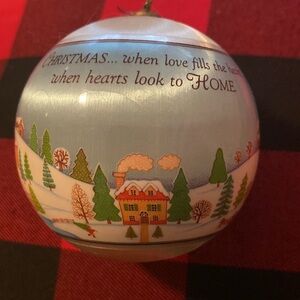 CHRISTMAS... when love fills the
when hearts look to HOME